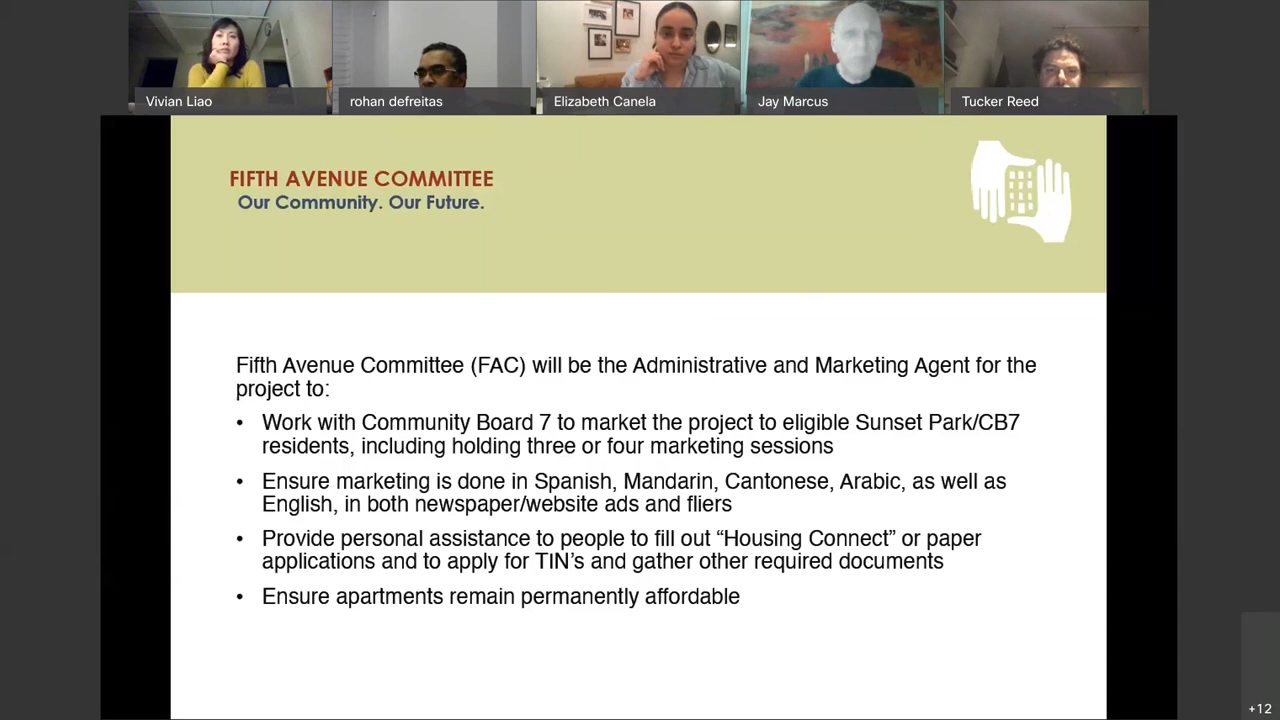 Vivian Liao
rohan defreitas
Elizabeth Canela
Jay Marcus
Tucker Reed
FIFTH AVENUE COMMITTEE
Our Community. Our Future.
Fifth Avenue Committee (FAC) will be the Administrative and Marketing Agent for the
project to:
• Work with Community Board 7 to market the project to eligible Sunset Park/CB7
residents, including holding three or four marketing sessions
• Ensure marketing is done in Spanish, Mandarin, Cantonese, Arabic, as well as
English, in both newspaper/website ads and fliers
• Provide personal assistance to people to fill out “Housing Connect” or paper
applications and to apply for TIN’s and gather other required documents
• Ensure apartments remain permanently affordable
+12